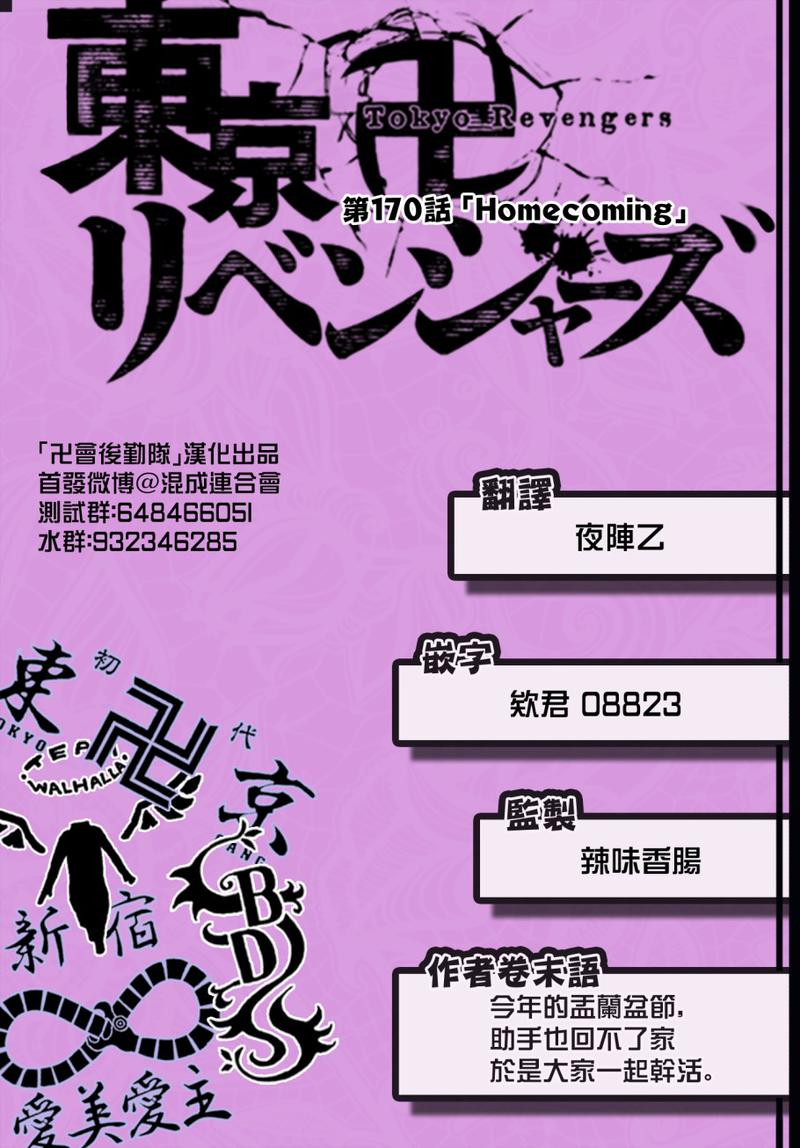 東京卍
Tokyo Revengers
第170話「Homecoming」
リベンジャーズ
「卍會後勤隊」漢化出品
首發微博@混成連合會
測試群:648466051
水群:932346285
翻譯
夜陣乙
嵌字
欸君 08823
監製
辣味香腸
作者卷末語
今年的盂蘭盆節,
助手也回不了家
於是大家一起幹活。
初
代
東
卍
京
TOKYO
WALHALLA
新
宿
BDS
愛美愛主